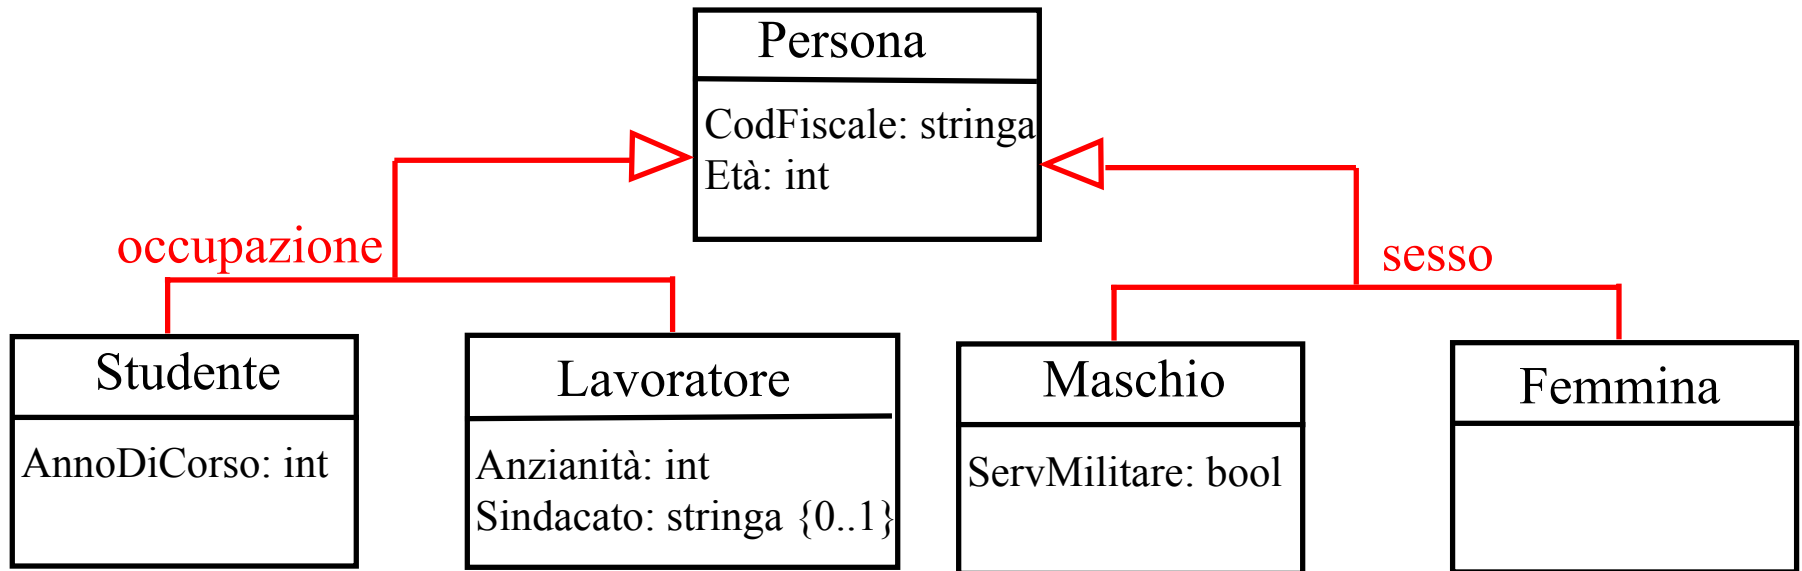 Persona
CodFiscale: stringa
Età: int
occupazione
sesso
Studente
AnnoDiCorso: int
Lavoratore
Anzianità: int
Sindacato: stringa {0..1}
Maschio
ServMilitare: bool
Femmina